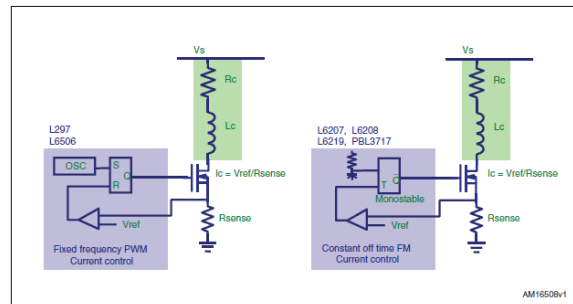 Vs
Rc
Lc
L297
L6506
OSC
S
Q
R
Ic = Vref/Rsense
Vref
Rsense
Fixed frequency PWM
Current control
Vs
Rc
Lc
L6207, L6208
L6219, PBL3717
T
Q̅
Monostable
Ic = Vref/Rsense
Vref
Rsense
Constant off time FM
Current control
AM16508v1